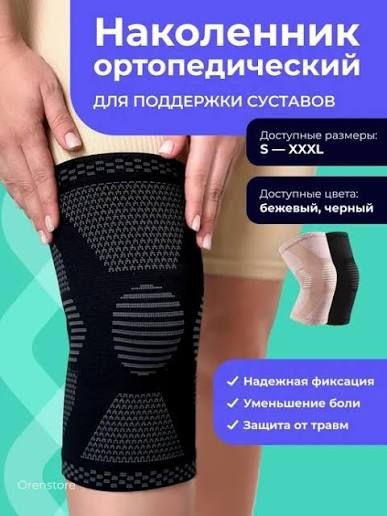 Наколенник
ортопедический
ДЛЯ ПОДДЕРЖКИ СУСТАВОВ
Доступные размеры:
S — XXXL
Доступные цвета:
бежевый, черный
Надежная фиксация
Уменьшение боли
Защита от травм
Orenstore